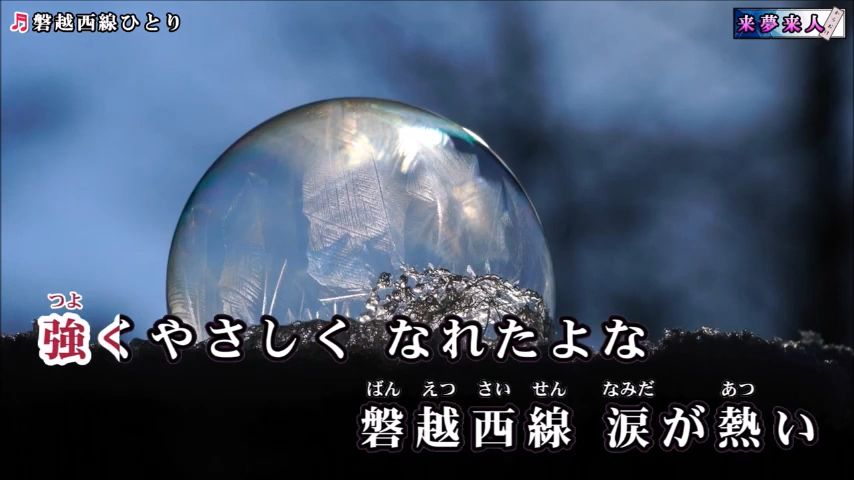 ♬磐越西線ひとり
来夢来人
つよ
強くやさしく なれたよな
ばん えつ さい せん なみだ あつ
磐越西線 涙が熱い